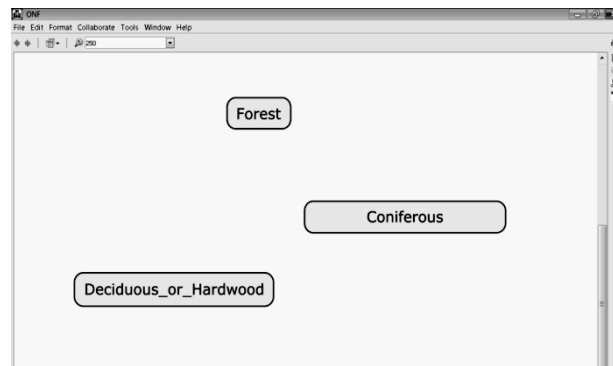 ONF
File Edit Format Collaborate Tools Window Help
250
Forest
Coniferous
Deciduous_or_Hardwood